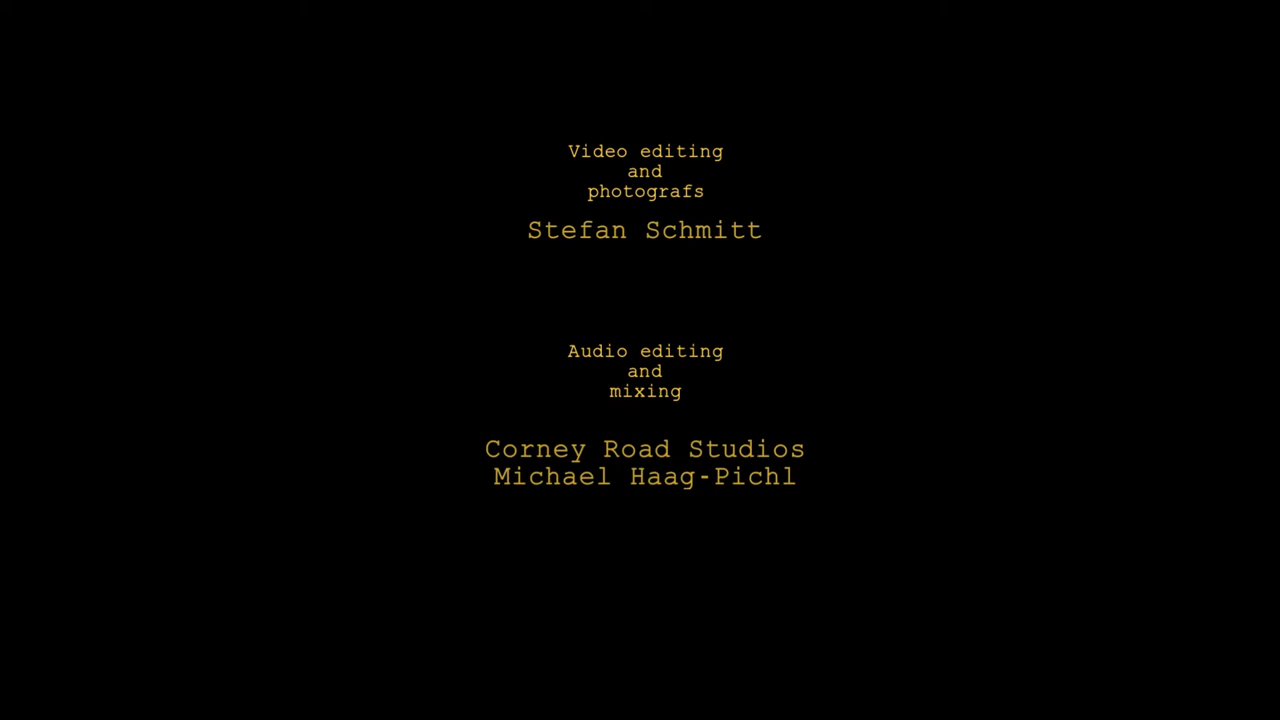 Video editing
and
photografs
Stefan Schmitt
Audio editing
and
mixing
Corney Road Studios
Michael Haag-Pichl